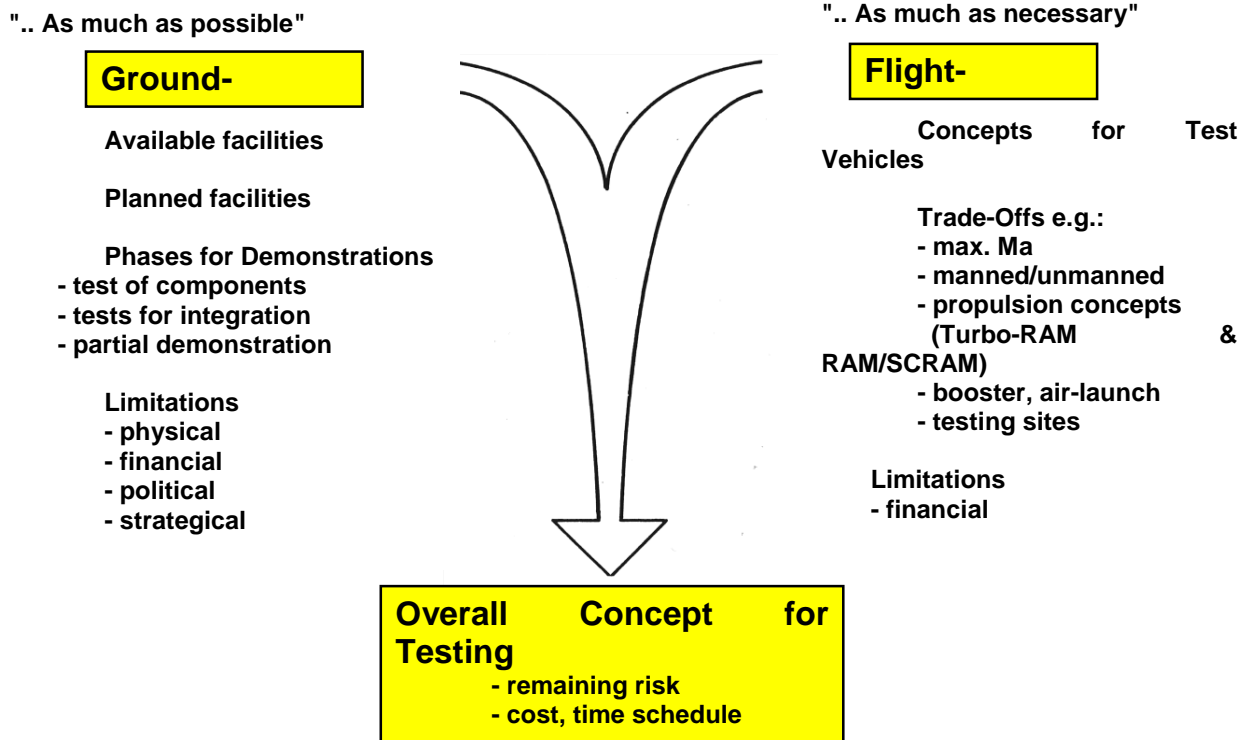 ".. As much as possible"
Ground-
Available facilities
Planned facilities
Phases for Demonstrations
- test of components
- tests for integration
- partial demonstration
Limitations
- physical
- financial
- political
- strategical
".. As much as necessary"
Flight-
Concepts for Test
Vehicles
Trade-Offs e.g.:
- max. Ma
- manned/unmanned
- propulsion concepts
(Turbo-RAM &
RAM/SCRAM)
- booster, air-launch
- testing sites
Limitations
- financial
Overall Concept for
Testing
- remaining risk
- cost, time schedule